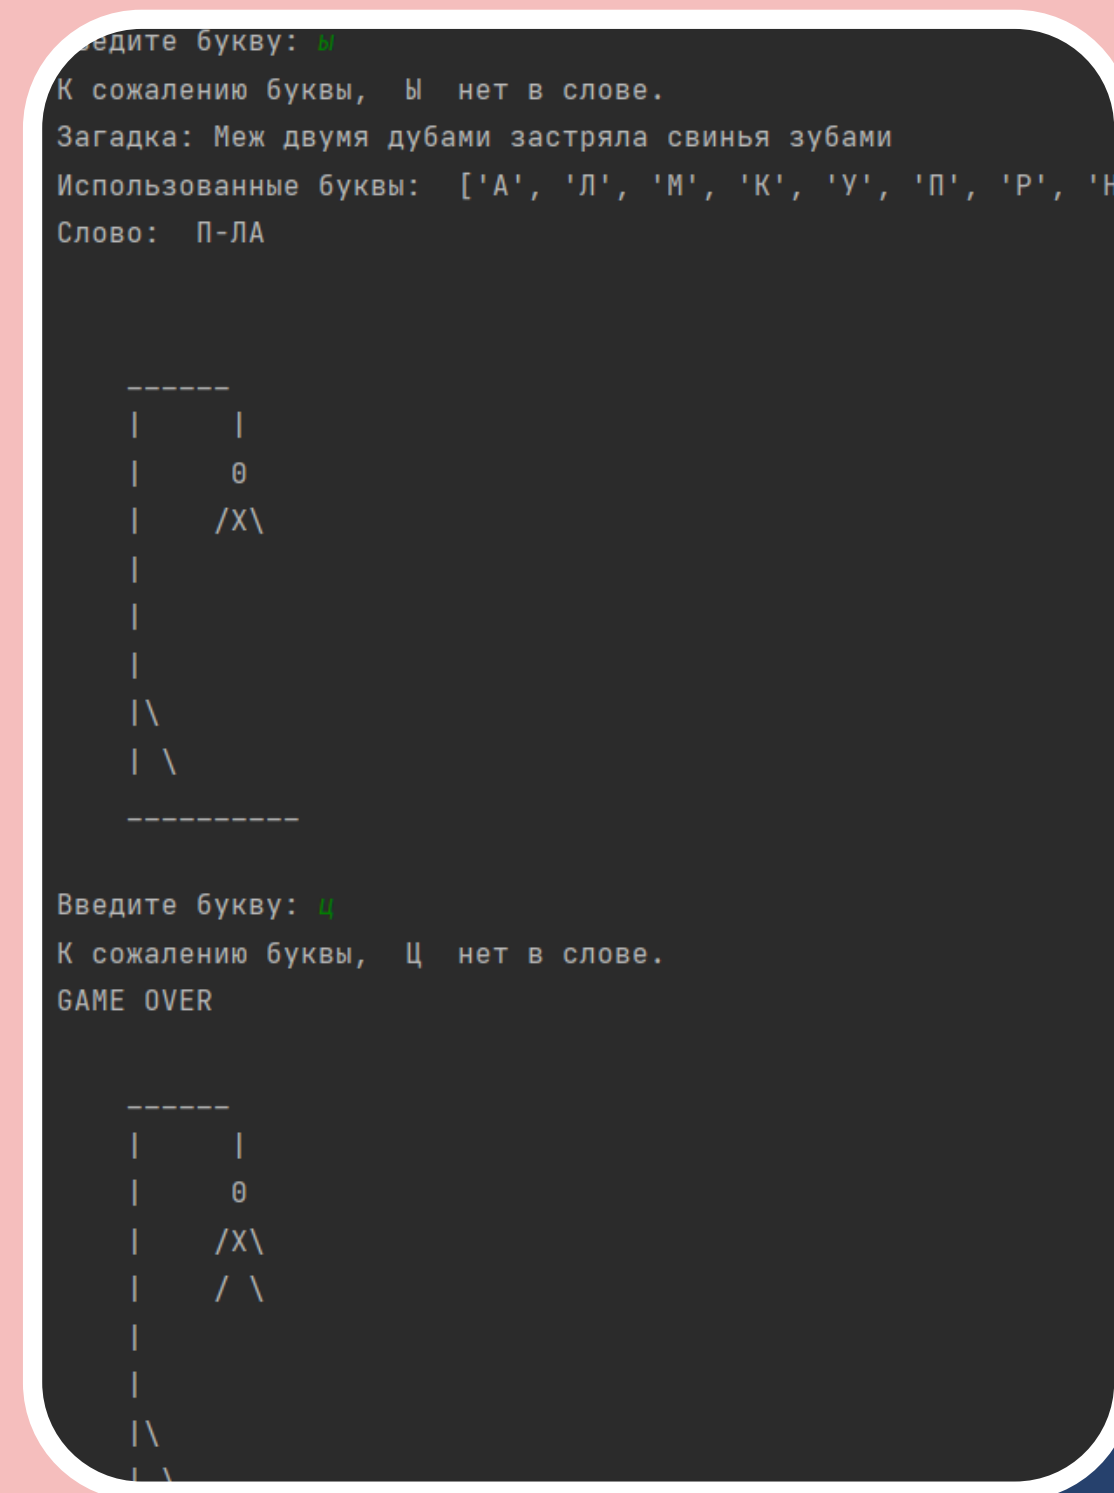 ведите букву: ы
К сожалению буквы,  Ы  нет в слове.
Загадка: Меж двумя дубами застряла свинья зубами
Использованные буквы:  ['А', 'Л', 'М', 'К', 'У', 'П', 'Р', 'Н
Слово:  П-ЛА
    ------
    |     |
    |     0
    |    /X\
    |
    |
    |
    |\
    | \
    ----------
Введите букву: ц
К сожалению буквы,  Ц  нет в слове.
GAME OVER
    ------
    |     |
    |     0
    |    /X\
    |    / \
    |
    |
    |\
    | \